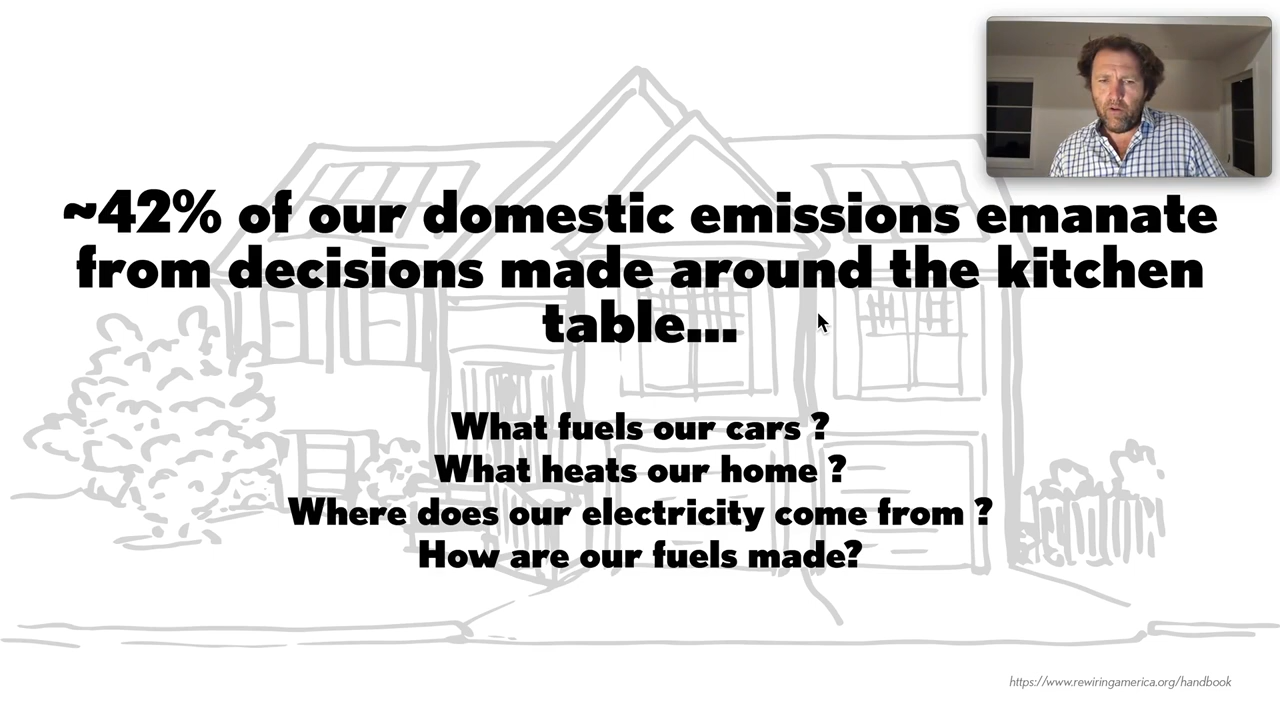 ~42% of our domestic emissions emanate
from decisions made around the kitchen
table...
What fuels our cars ?
What heats our home ?
Where does our electricity come from ?
How are our fuels made?
https://www.rewiringamerica.org/handbook